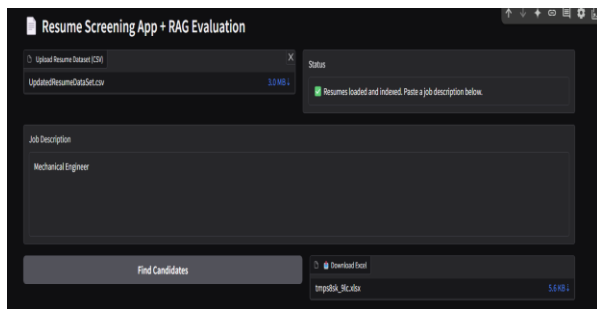 Resume Screening App + RAG Evaluation
Upload Resume Dataset (CSV)
X
UpdatedResumeDataSet.csv
3.0 MB ↓
Status
✅ Resumes loaded and indexed. Paste a job description below.
Job Description
Mechanical Engineer
Find Candidates
Download Excel
tmps8sk_9lc.xlsx
5.6 KB ↓